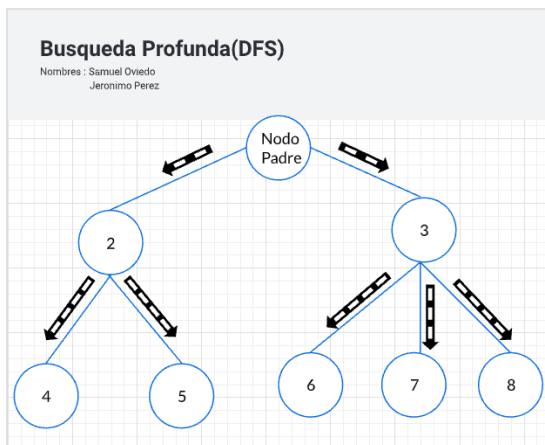 Busqueda Profunda(DFS)
Nombres : Samuel Oviedo
Jeronimo Perez
Nodo
Padre
2
3
4
5
6
7
8